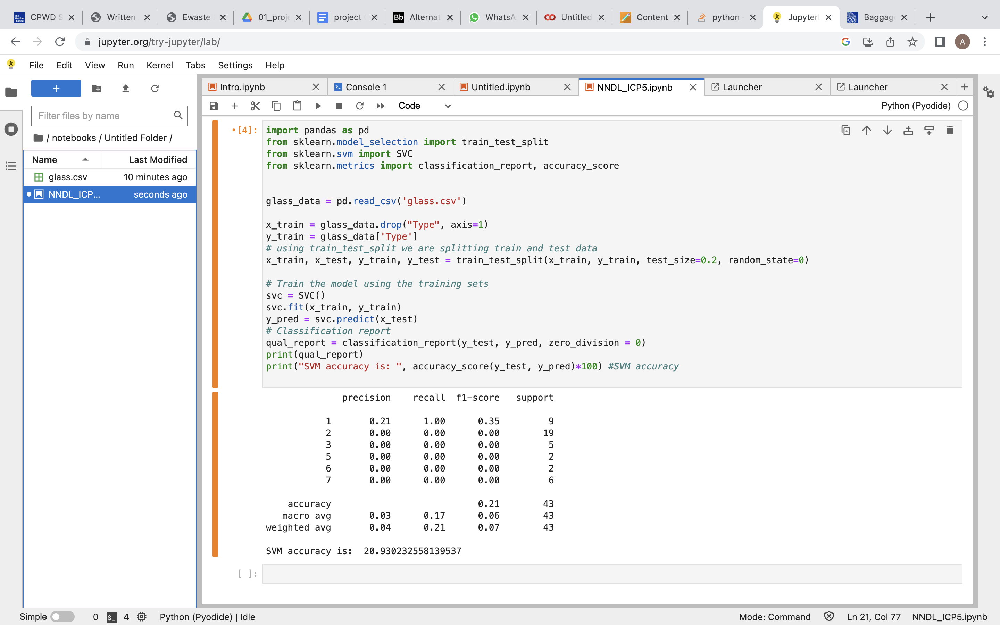 CPWD S
Written
Ewaste
01_proje
project
Alternat
WhatsA
Untitled
Content
python
Jupyter
Baggag
jupyter.org/try-jupyter/lab/
A
File Edit View Run Kernel Tabs Settings Help
Intro.ipynb
Console 1
Untitled.ipynb
NNDL_ICP5.ipynb
Launcher
Launcher
Code
Python (Pyodide)
Filter files by name
/ notebooks / Untitled Folder /
Name Last Modified
glass.csv 10 minutes ago
NNDL_ICP... seconds ago
[4]:
import pandas as pd
from sklearn.model_selection import train_test_split
from sklearn.svm import SVC
from sklearn.metrics import classification_report, accuracy_score
glass_data = pd.read_csv('glass.csv')
x_train = glass_data.drop("Type", axis=1)
y_train = glass_data['Type']
# using train_test_split we are splitting train and test data
x_train, x_test, y_train, y_test = train_test_split(x_train, y_train, test_size=0.2, random_state=0)
# Train the model using the training sets
svc = SVC()
svc.fit(x_train, y_train)
y_pred = svc.predict(x_test)
# Classification report
qual_report = classification_report(y_test, y_pred, zero_division = 0)
print(qual_report)
print("SVM accuracy is: ", accuracy_score(y_test, y_pred)*100) #SVM accuracy
precision recall f1-score support
1 0.21 1.00 0.35 9
2 0.00 0.00 0.00 19
3 0.00 0.00 0.00 5
5 0.00 0.00 0.00 2
6 0.00 0.00 0.00 2
7 0.00 0.00 0.00 6
accuracy 0.21 43
macro avg 0.03 0.17 0.06 43
weighted avg 0.04 0.21 0.07 43
SVM accuracy is: 20.930232558139537
[ ]:
Simple 0 $_ 4 Python (Pyodide) | Idle Mode: Command Ln 21, Col 77 NNDL_ICP5.ipynb